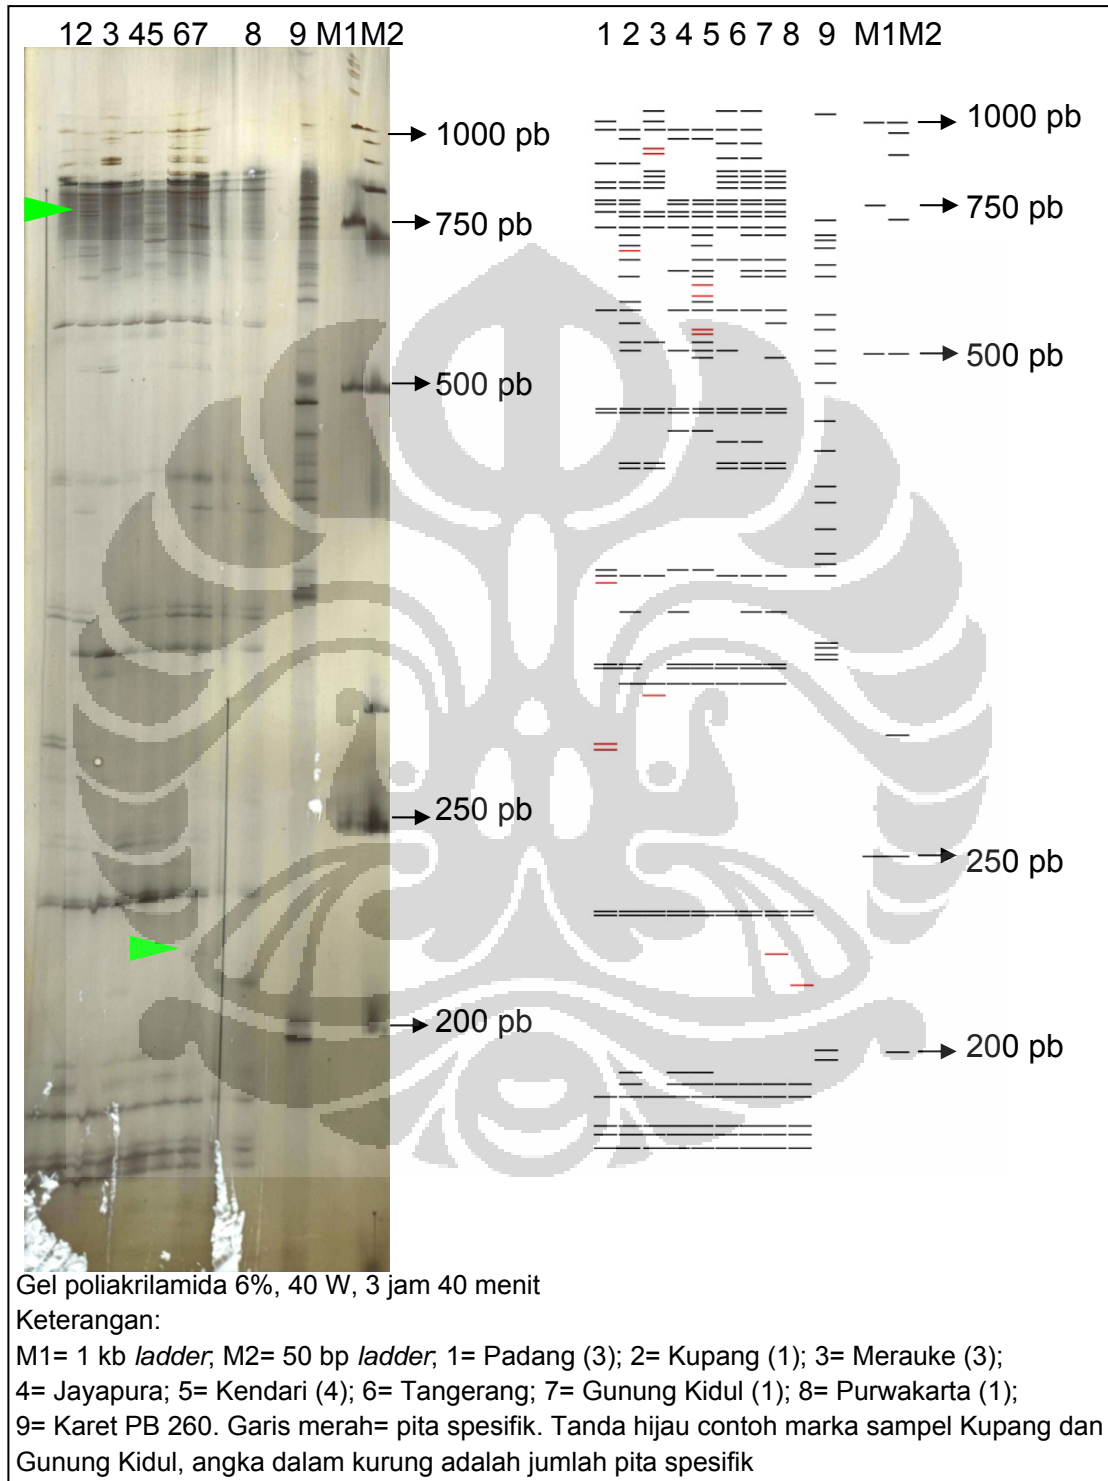 12 3 45 67 8 9 M1M2 1 2 3 4 5 6 7 8 9 M1M2
1000 pb
750 pb
500 pb
250 pb
200 pb
1000 pb
750 pb
500 pb
250 pb
200 pb
Gel poliakrilamida 6%, 40 W, 3 jam 40 menit
Keterangan:
M1= 1 kb ladder; M2= 50 bp ladder; 1= Padang (3); 2= Kupang (1); 3= Merauke (3);
4= Jayapura; 5= Kendari (4); 6= Tangerang; 7= Gunung Kidul (1); 8= Purwakarta (1);
9= Karet PB 260. Garis merah= pita spesifik. Tanda hijau contoh marka sampel Kupang dan
Gunung Kidul, angka dalam kurung adalah jumlah pita spesifik